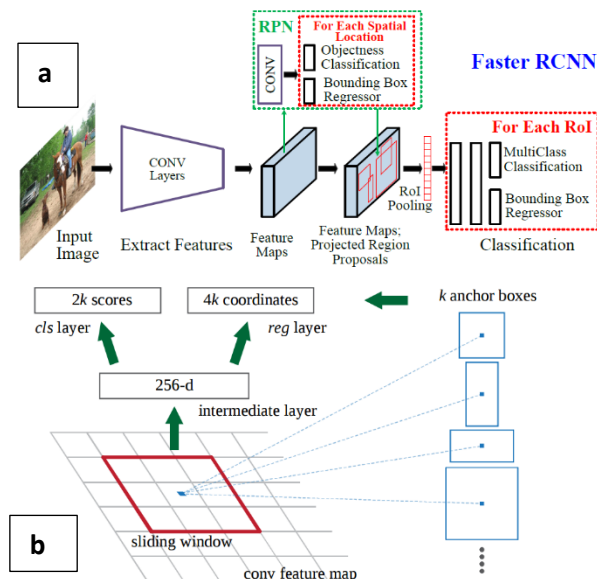 a
RPN
For Each Spatial
Location
CONV
Objectness
Classification
Bounding Box
Regressor
Faster RCNN
CONV
Layers
For Each RoI
MultiClass
Classification
Bounding Box
Regressor
RoI
Pooling
Input
Image
Extract Features
Feature
Maps
Feature Maps;
Projected Region
Proposals
Classification
2k scores
4k coordinates
k anchor boxes
cls layer
reg layer
256-d
intermediate layer
b
sliding window
conv feature map